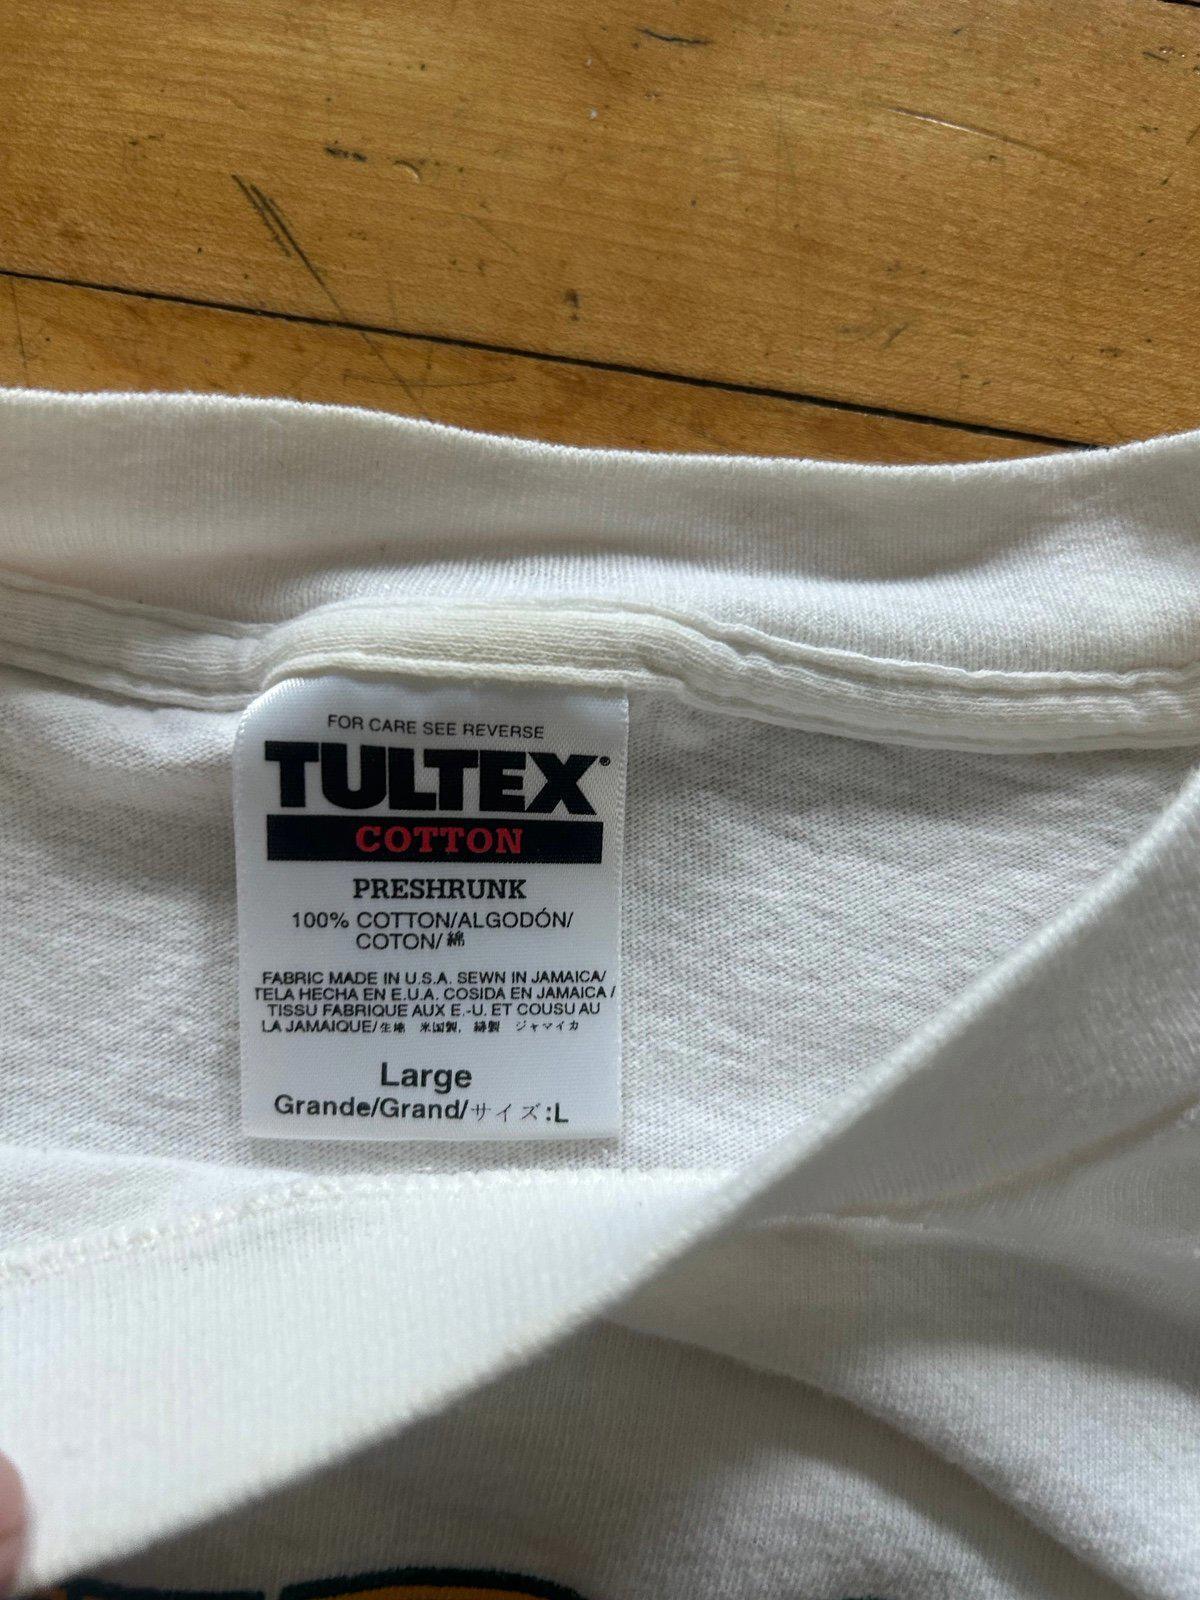 FOR CARE SEE REVERSE
TULTEX®
COTTON
PRESHRUNK
100% COTTON/ALGODÓN/
COTON/綿
FABRIC MADE IN U.S.A. SEWN IN JAMAICA/
TELA HECHA EN E.U.A. COSIDA EN JAMAICA/
TISSU FABRIQUE AUX E.-U. ET COUSU AU
LA JAMAIQUE/生地 米国製, 縫製 ジャマイカ
Large
Grande/Grand/サイズ:L